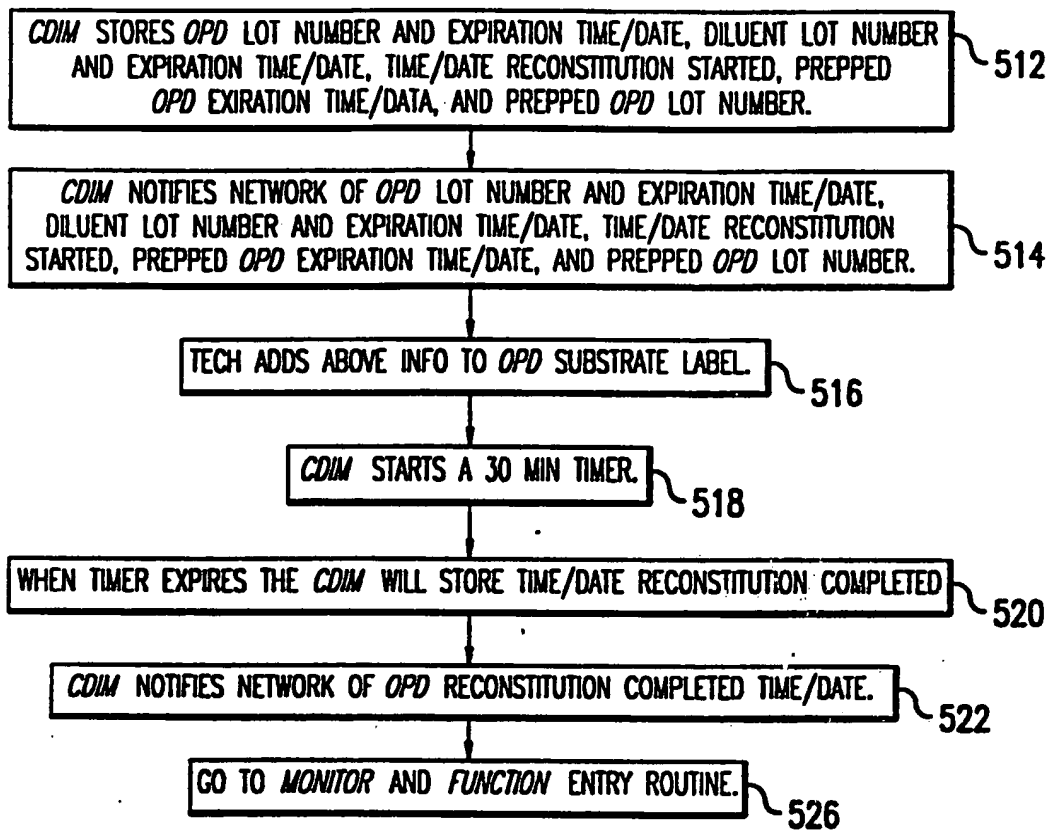 CDIM STORES OPD LOT NUMBER AND EXPIRATION TIME/DATE, DILUENT LOT NUMBER
AND EXPIRATION TIME/DATE, TIME/DATE RECONSTITUTION STARTED, PREPPED
OPD EXIRATION TIME/DATA, AND PREPPED OPD LOT NUMBER.
512
CDIM NOTIFIES NETWORK OF OPD LOT NUMBER AND EXPIRATION TIME/DATE,
DILUENT LOT NUMBER AND EXPIRATION TIME/DATE, TIME/DATE RECONSTITUTION
STARTED, PREPPED OPD EXPIRATION TIME/DATE, AND PREPPED OPD LOT NUMBER.
514
TECH ADDS ABOVE INFO TO OPD SUBSTRATE LABEL.
516
CDIM STARTS A 30 MIN TIMER.
518
WHEN TIMER EXPIRES THE CDIM WILL STORE TIME/DATE RECONSTITUTION COMPLETED
520
CDIM NOTIFIES NETWORK OF OPD RECONSTITUTION COMPLETED TIME/DATE.
522
GO TO MONITOR AND FUNCTION ENTRY ROUTINE.
526